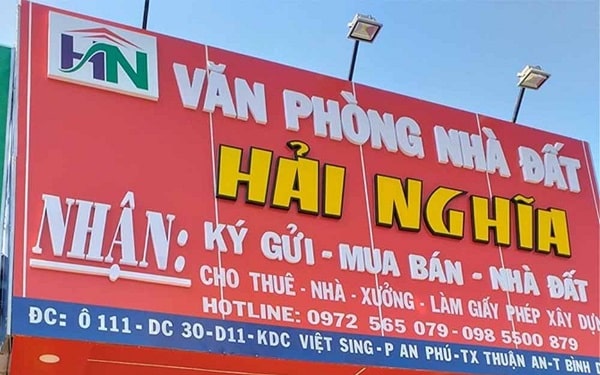 HN
VĂN PHÒNG NHÀ ĐẤT
HẢI NGHĨA
NHẬN:
KÝ GỬI - MUA BÁN - NHÀ ĐẤT
CHO THUÊ - NHÀ - XƯỞNG - LÀM GIẤY PHÉP XÂY DỰN
HOTLINE: 0972 565 079 - 098 5500 879
ĐC: Ô 111 - DC 30 - D11 - KDC VIỆT SING - P AN PHÚ - TX THUẬN AN - T BÌNH D